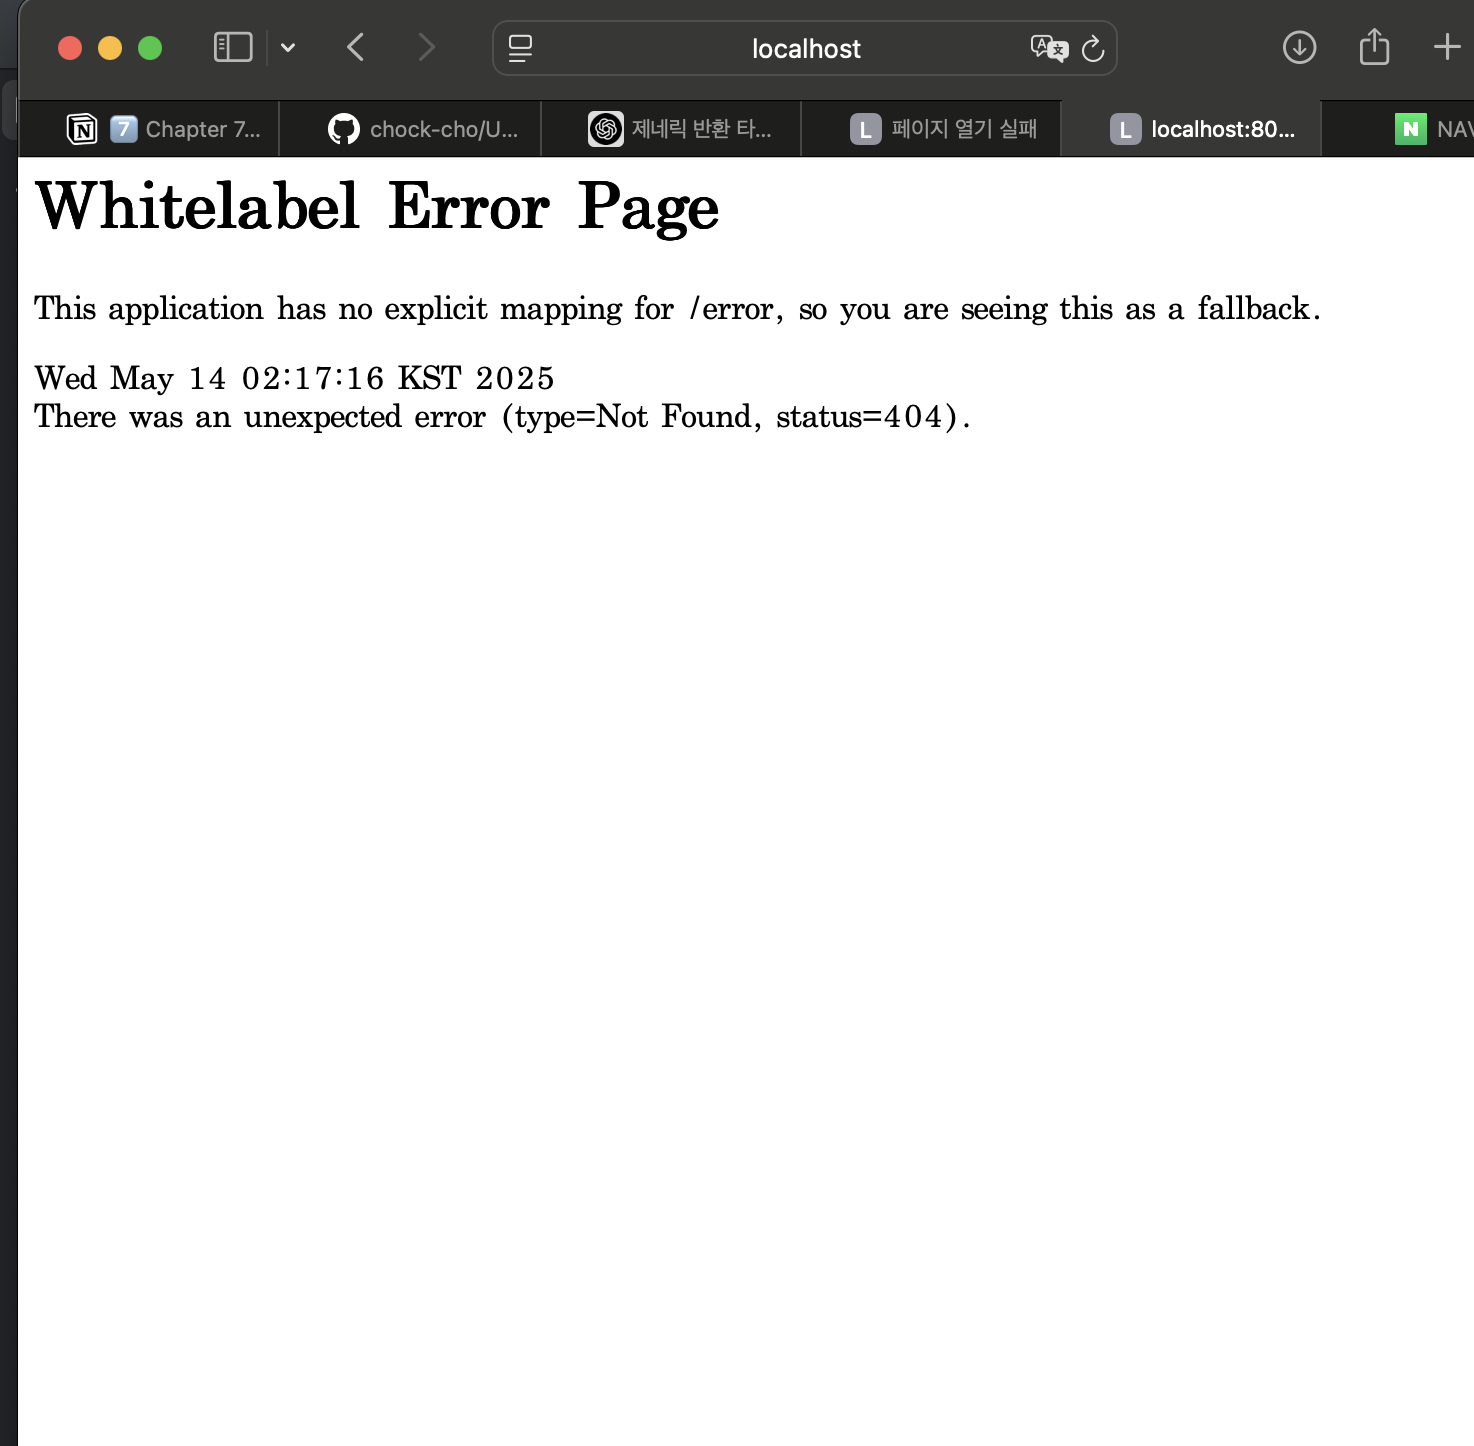 localhost
7 Chapter 7...
chock-cho/U...
제네릭 반환 타...
L 페이지 열기 실패
L localhost:80...
N NAV
Whitelabel Error Page
This application has no explicit mapping for /error, so you are seeing this as a fallback.
Wed May 14 02:17:16 KST 2025
There was an unexpected error (type=Not Found, status=404).